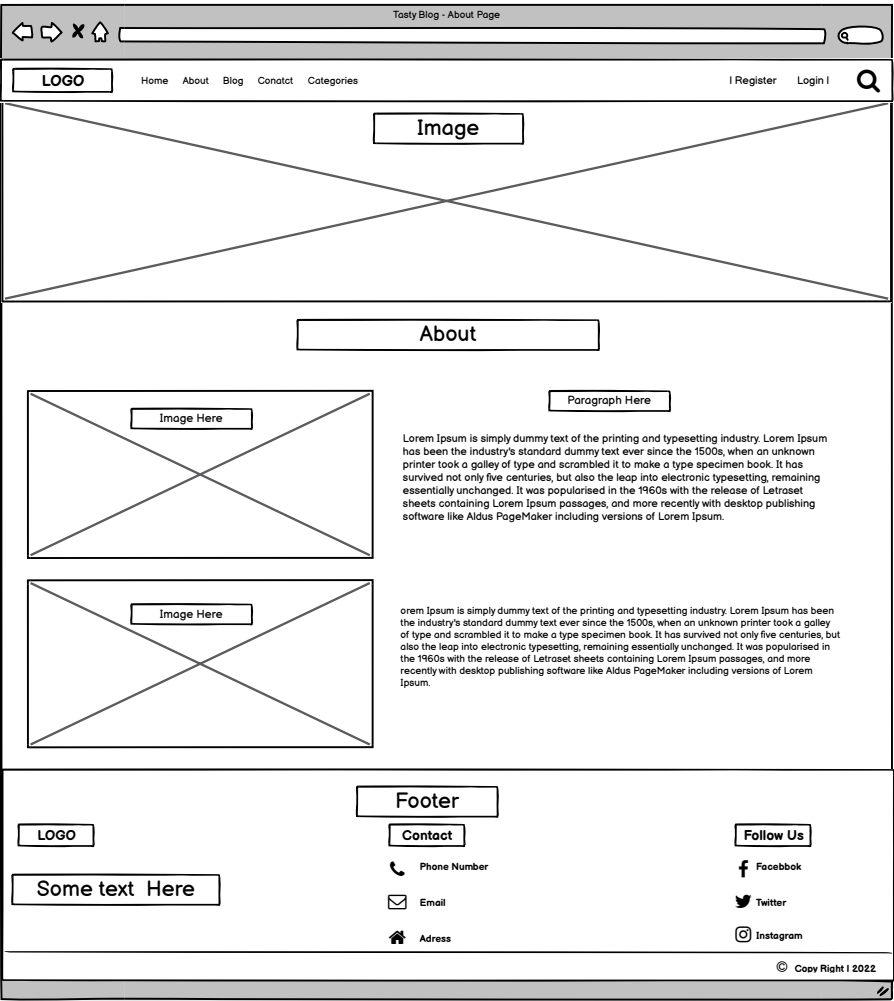 Tasty Blog - About Page
LOGO Home About Blog Conatct Categories | Register Login |
Image
About
Image Here
Paragraph Here
Lorem Ipsum is simply dummy text of the printing and typesetting industry. Lorem Ipsum
has been the industry's standard dummy text ever since the 1500s, when an unknown
printer took a galley of type and scrambled it to make a type specimen book. It has
survived not only five centuries, but also the leap into electronic typesetting, remaining
essentially unchanged. It was popularised in the 1960s with the release of Letraset
sheets containing Lorem Ipsum passages, and more recently with desktop publishing
software like Aldus PageMaker including versions of Lorem Ipsum.
Image Here
orem Ipsum is simply dummy text of the printing and typesetting industry. Lorem Ipsum has been
the industry's standard dummy text ever since the 1500s, when an unknown printer took a galley
of type and scrambled it to make a type specimen book. It has survived not only five centuries, but
also the leap into electronic typesetting, remaining essentially unchanged. It was popularised in
the 1960s with the release of Letraset sheets containing Lorem Ipsum passages, and more
recently with desktop publishing software like Aldus PageMaker including versions of Lorem
Ipsum.
Footer
LOGO
Some text Here
Contact
Phone Number
Email
Adress
Follow Us
Facebbok
Twitter
Instagram
© Copy Right | 2022